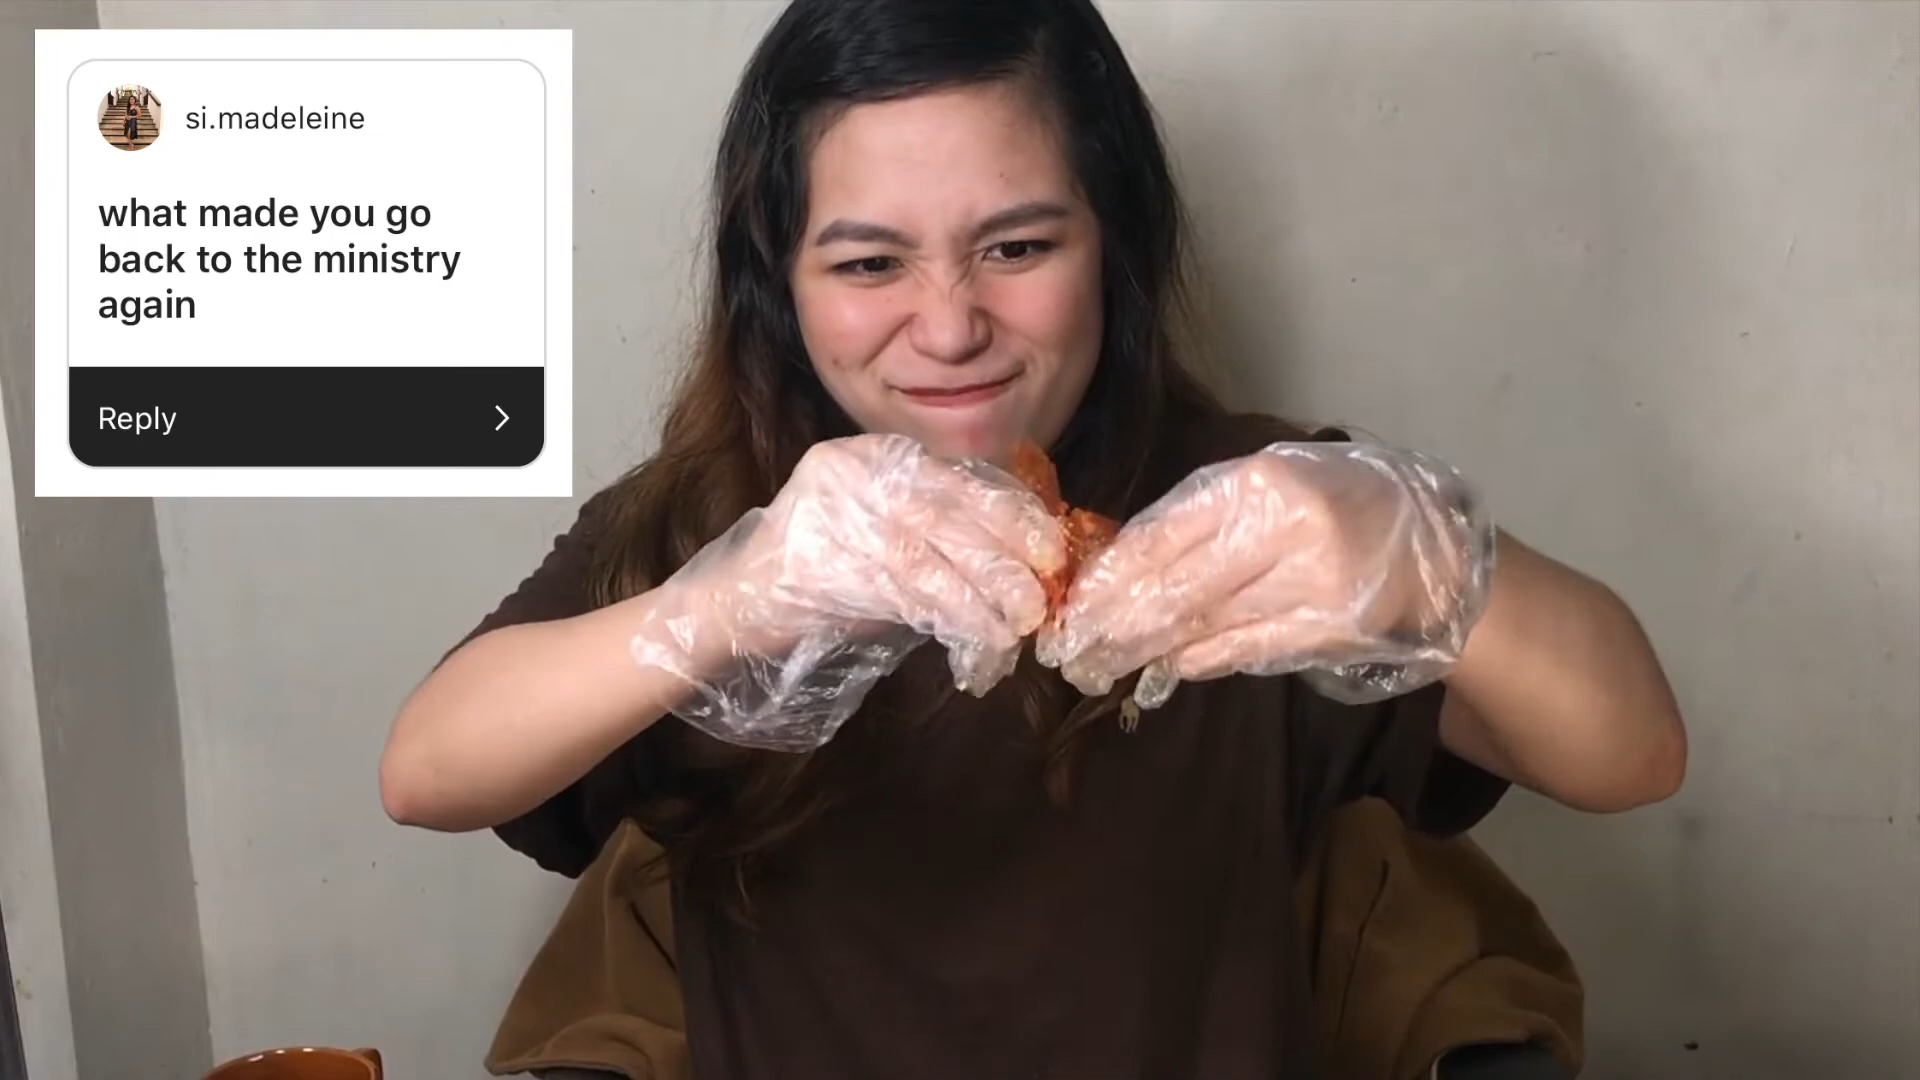 si.madeleine
what made you go
back to the ministry
again
Reply